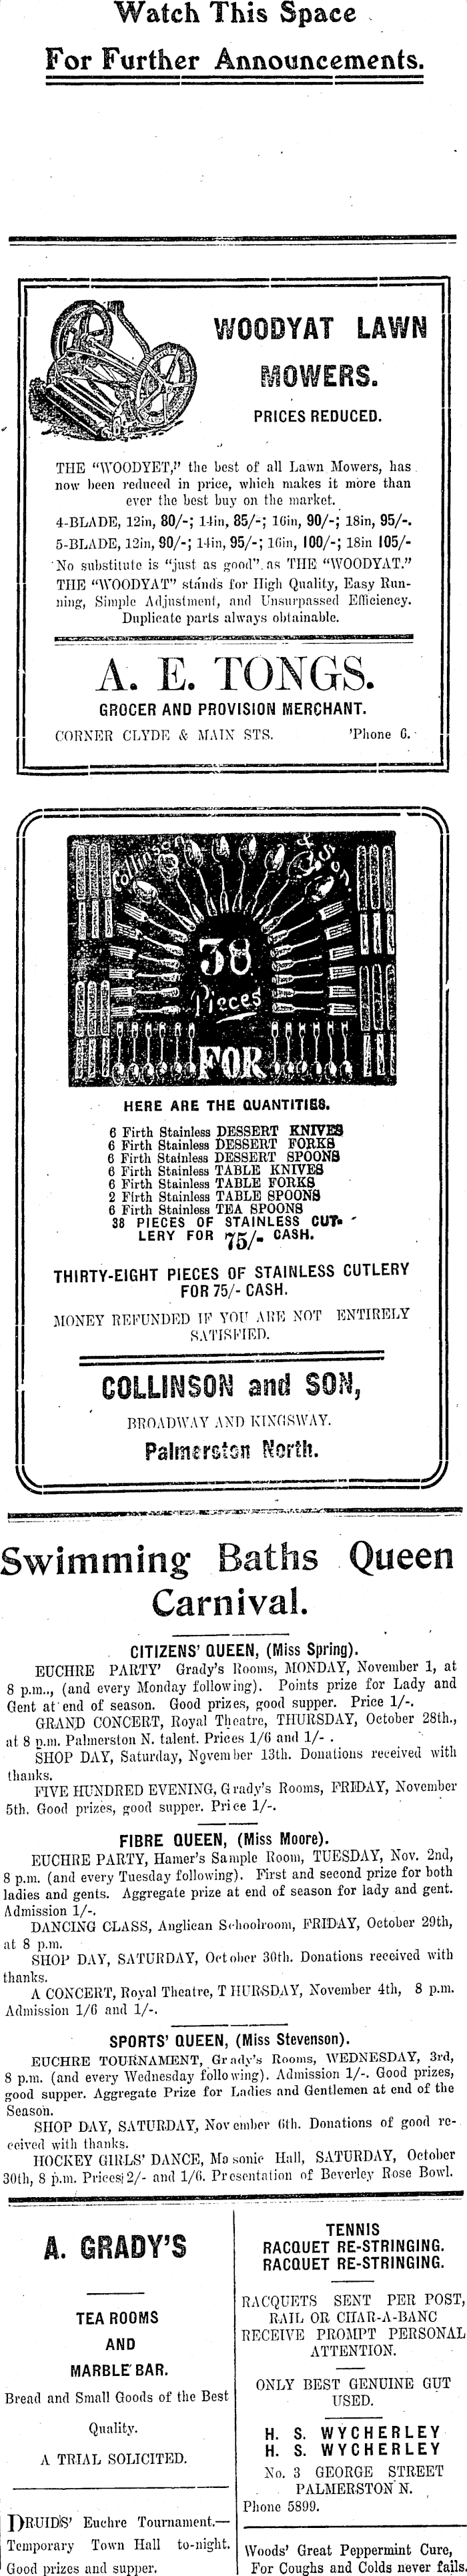 Watch This Space
For Further Announcements.
WOODYAT LAWN
MOWERS.
PRICES REDUCED.
THE "WOODYET," the best of all Lawn Mowers, has
now been reduced in price, which makes it more than
ever the best buy on the market.
4-BLADE, 12in, 80/-; 14in, 85/-; 16in, 90/-; 18in, 95/-.
5-BLADE, 12in, 90/-; 14in, 95/-; 16in, 100/-; 18in 105/-
No substitute is "just as good" as THE "WOODYAT."
THE "WOODYAT" stands for High Quality, Easy Run-
ning, Simple Adjustment, and Unsurpassed Efficiency.
Duplicate parts always obtainable.
A. E. TONGS.
GROCER AND PROVISION MERCHANT.
CORNER CLYDE & MAIN STS. 'Phone 6.
Collinson & Son
38
Pieces
FOR
HERE ARE THE QUANTITIES.
6 Firth Stainless DESSERT KNIVES
6 Firth Stainless DESSERT FORKS
6 Firth Stainless DESSERT SPOONS
6 Firth Stainless TABLE KNIVES
6 Firth Stainless TABLE FORKS
2 Firth Stainless TABLE SPOONS
6 Firth Stainless TEA SPOONS
38 PIECES OF STAINLESS CUT-
LERY FOR 75/- CASH.
THIRTY-EIGHT PIECES OF STAINLESS CUTLERY
FOR 75/- CASH.
MONEY REFUNDED IF YOU ARE NOT ENTIRELY
SATISFIED.
COLLINSON and SON,
BROADWAY AND KINGSWAY.
Palmerston North.
Swimming Baths Queen
Carnival.
CITIZENS' QUEEN, (Miss Spring).
EUCHRE PARTY' Grady's Rooms, MONDAY, November 1, at
8 p.m., (and every Monday following). Points prize for Lady and
Gent at end of season. Good prizes, good supper. Price 1/-.
GRAND CONCERT, Royal Theatre, THURSDAY, October 28th.,
at 8 p.m. Palmerston N. talent. Prices 1/6 and 1/- .
SHOP DAY, Saturday, November 13th. Donations received with
thanks.
FIVE HUNDRED EVENING, Grady's Rooms, FRIDAY, November
5th. Good prizes, good supper. Price 1/-.
FIBRE QUEEN, (Miss Moore).
EUCHRE PARTY, Hamer's Sample Room, TUESDAY, Nov. 2nd,
8 p.m. (and every Tuesday following). First and second prize for both
ladies and gents. Aggregate prize at end of season for lady and gent.
Admission 1/-.
DANCING CLASS, Anglican Schoolroom, FRIDAY, October 29th,
at 8 p.m.
SHOP DAY, SATURDAY, October 30th. Donations received with
thanks.
A CONCERT, Royal Theatre, THURSDAY, November 4th, 8 p.m.
Admission 1/6 and 1/-.
SPORTS' QUEEN, (Miss Stevenson).
EUCHRE TOURNAMENT, Grady's Rooms, WEDNESDAY, 3rd,
8 p.m. (and every Wednesday following). Admission 1/-. Good prizes,
good supper. Aggregate Prize for Ladies and Gentlemen at end of the
Season.
SHOP DAY, SATURDAY, November 6th. Donations of good re-
ceived with thanks.
HOCKEY GIRLS' DANCE, Masonic Hall, SATURDAY, October
30th, 8 p.m. Prices 2/- and 1/6. Presentation of Beverley Rose Bowl.
A. GRADY'S
TEA ROOMS
AND
MARBLE BAR.
Bread and Small Goods of the Best
Quality.
A TRIAL SOLICITED.
DRUIDS' Euchre Tournament.—
Temporary Town Hall to-night.
Good prizes and supper.
TENNIS
RACQUET RE-STRINGING.
RACQUET RE-STRINGING.
RACQUETS SENT PER POST,
RAIL OR CHAR-A-BANC
RECEIVE PROMPT PERSONAL
ATTENTION.
ONLY BEST GENUINE GUT
USED.
H. S. WYCHERLEY
H. S. WYCHERLEY
No. 3 GEORGE STREET
PALMERSTON N.
Phone 5899.
Woods' Great Peppermint Cure,
For Coughs and Colds never fails.